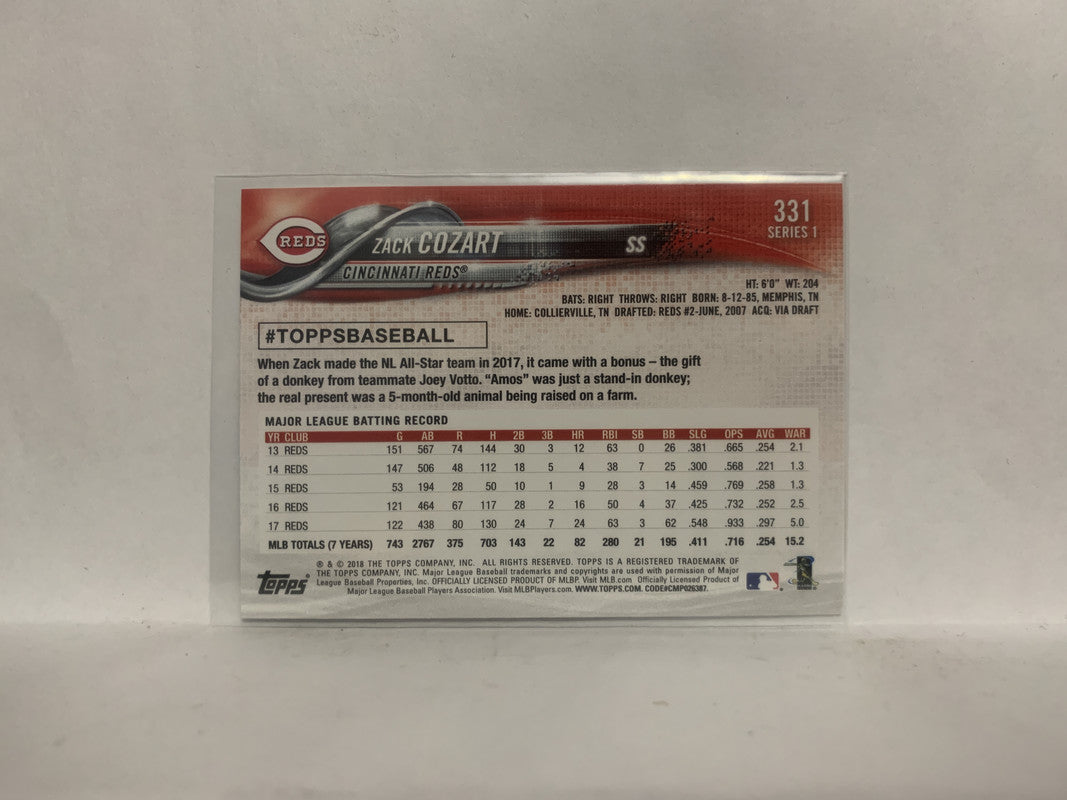 331
SERIES 1
REDS
ZACK COZART SS
CINCINNATI REDS®
HT: 6'0" WT: 204
BATS: RIGHT THROWS: RIGHT BORN: 8-12-85, MEMPHIS, TN
HOME: COLLIERVILLE, TN DRAFTED: REDS #2-JUNE, 2007 ACQ: VIA DRAFT
#TOPPSBASEBALL
When Zack made the NL All-Star team in 2017, it came with a bonus – the gift
of a donkey from teammate Joey Votto. “Amos” was just a stand-in donkey;
the real present was a 5-month-old animal being raised on a farm.
MAJOR LEAGUE BATTING RECORD
YR CLUB G AB R H 2B 3B HR RBI SB BB SLG OPS AVG WAR
13 REDS 151 567 74 144 30 3 12 63 0 26 .381 .665 .254 2.1
14 REDS 147 506 48 112 18 5 4 38 7 25 .300 .568 .221 1.3
15 REDS 53 194 28 50 10 1 9 28 3 14 .459 .769 .258 1.3
16 REDS 121 464 67 117 28 2 16 50 4 37 .425 .732 .252 2.5
17 REDS 122 438 80 130 24 7 24 63 3 62 .548 .933 .297 5.0
MLB TOTALS (7 YEARS) 743 2767 375 703 143 22 82 280 21 195 .411 .716 .254 15.2
® & © 2018 THE TOPPS COMPANY, INC. ALL RIGHTS RESERVED. TOPPS IS A REGISTERED TRADEMARK OF
THE TOPPS COMPANY, INC. Major League Baseball trademarks and copyrights are used with permission of Major
League Baseball Properties, Inc. OFFICIALLY LICENSED PRODUCT OF MLBP. Visit MLB.com Officially Licensed Product of
Major League Baseball Players Association. Visit MLBPlayers.com. WWW.TOPPS.COM. CODE#CMP026387.
Topps®